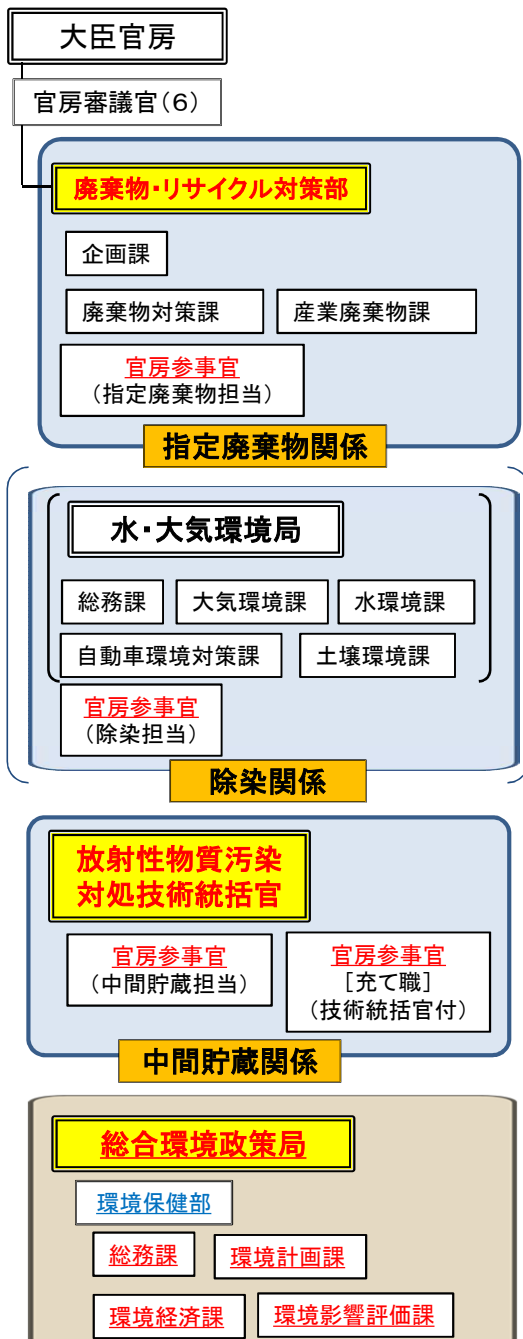 大臣官房
官房審議官(６)
廃棄物・リサイクル対策部
企画課
廃棄物対策課
産業廃棄物課
官房参事官
(指定廃棄物担当)
指定廃棄物関係
水・大気環境局
総務課
大気環境課
水環境課
自動車環境対策課
土壌環境課
官房参事官
(除染担当)
除染関係
放射性物質汚染
対処技術統括官
官房参事官
(中間貯蔵担当)
官房参事官
[充て職]
(技術統括官付)
中間貯蔵関係
総合環境政策局
環境保健部
総務課
環境計画課
環境経済課
環境影響評価課